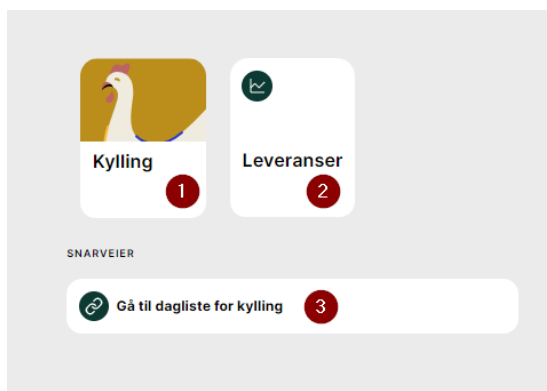 Kylling
1
Leveranser
2
SNARVEIER
Gå til dagliste for kylling
3